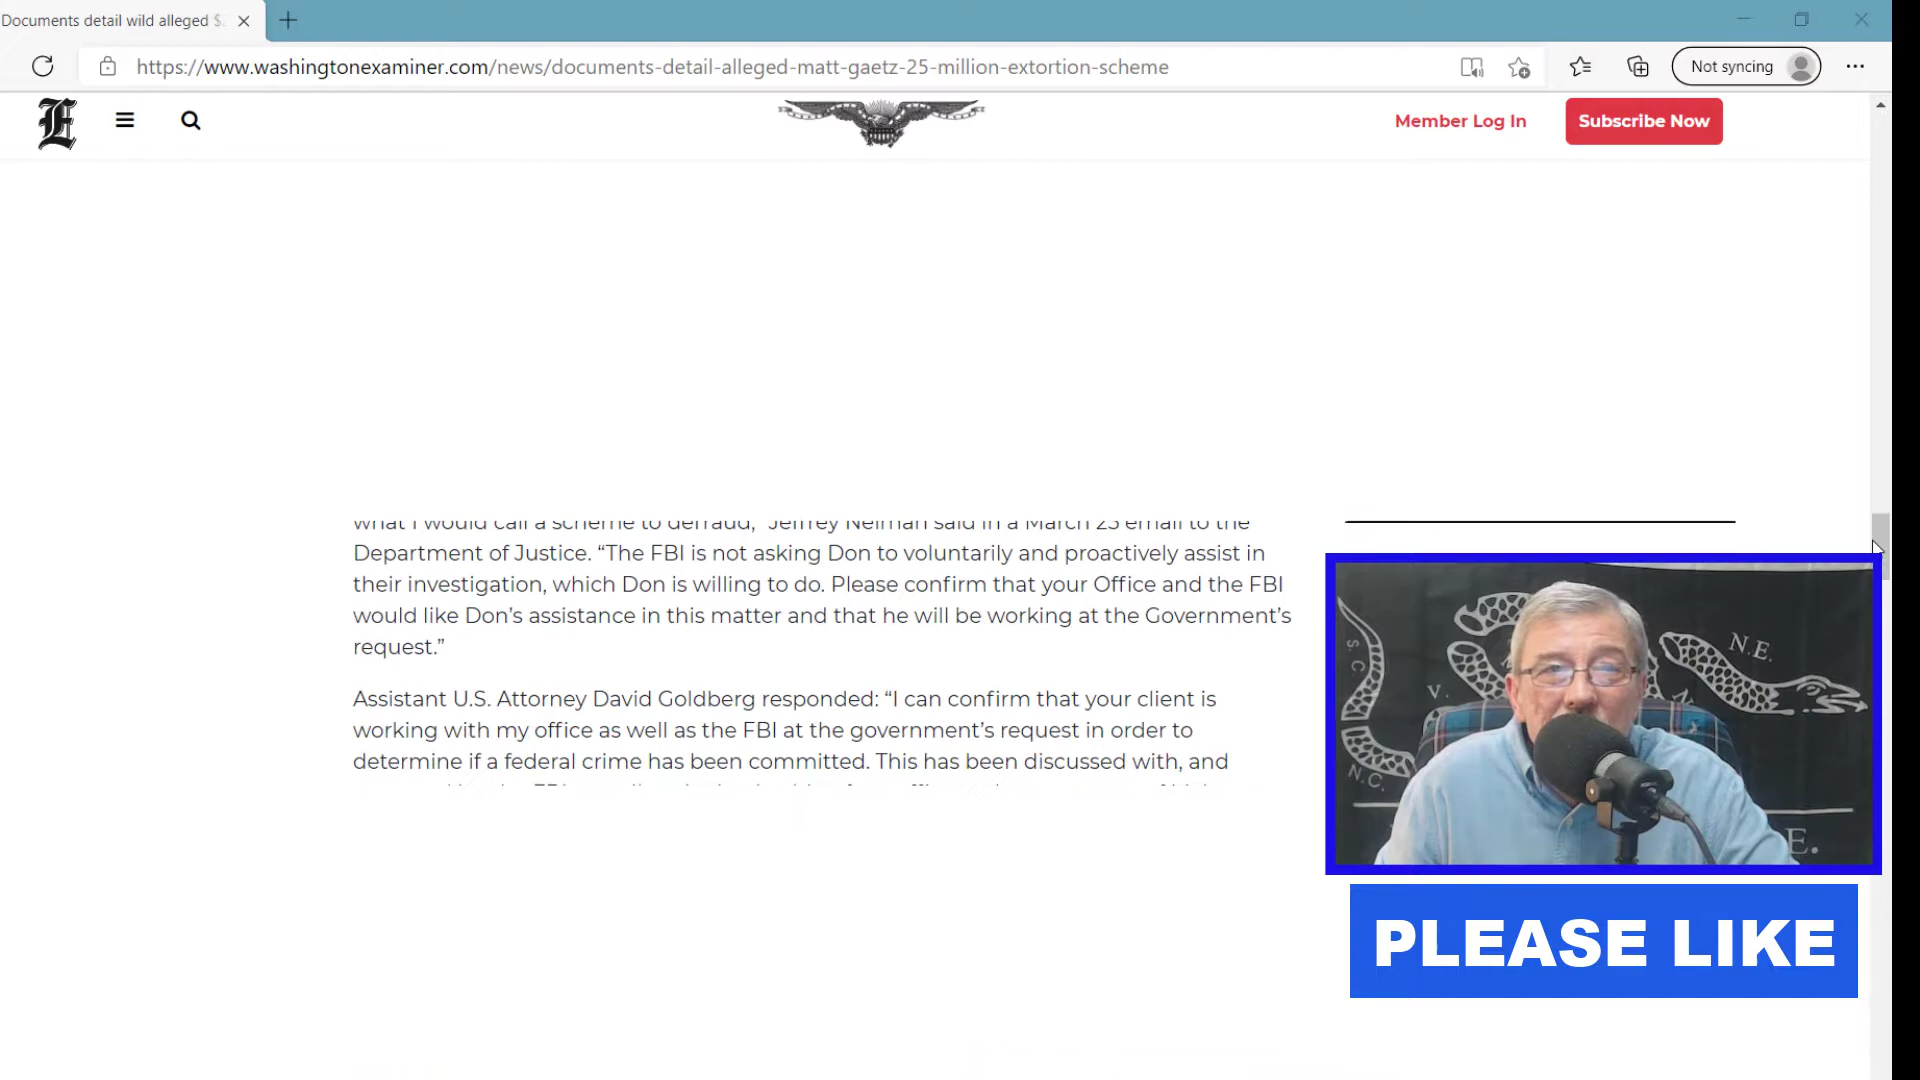 Documents detail wild alleged $
https://www.washingtonexaminer.com/news/documents-detail-alleged-matt-gaetz-25-million-extortion-scheme
Not syncing
E
Member Log In
Subscribe Now
what I would call a scheme to defraud,” Jeffrey Neiman said in a March 25 email to the
Department of Justice. “The FBI is not asking Don to voluntarily and proactively assist in
their investigation, which Don is willing to do. Please confirm that your Office and the FBI
would like Don’s assistance in this matter and that he will be working at the Government’s
request.”
Assistant U.S. Attorney David Goldberg responded: “I can confirm that your client is
working with my office as well as the FBI at the government’s request in order to
determine if a federal crime has been committed. This has been discussed with, and
S. C.
N.C.
V.
N.E.
E.
PLEASE LIKE